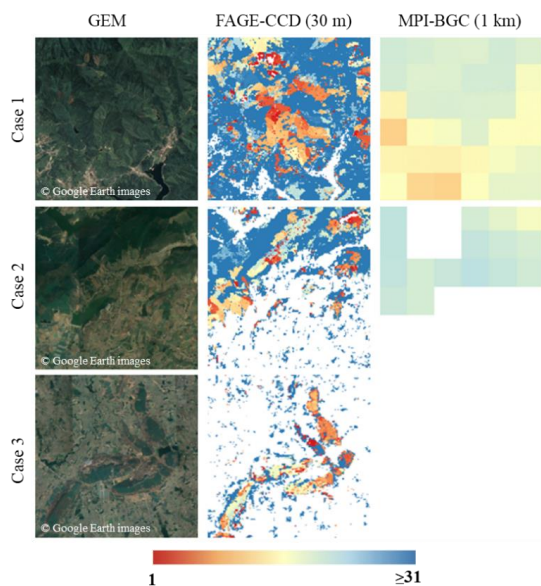 GEM FAGE-CCD (30 m) MPI-BGC (1 km)
Case 1
© Google Earth images
Case 2
© Google Earth images
Case 3
© Google Earth images
1 ≥31